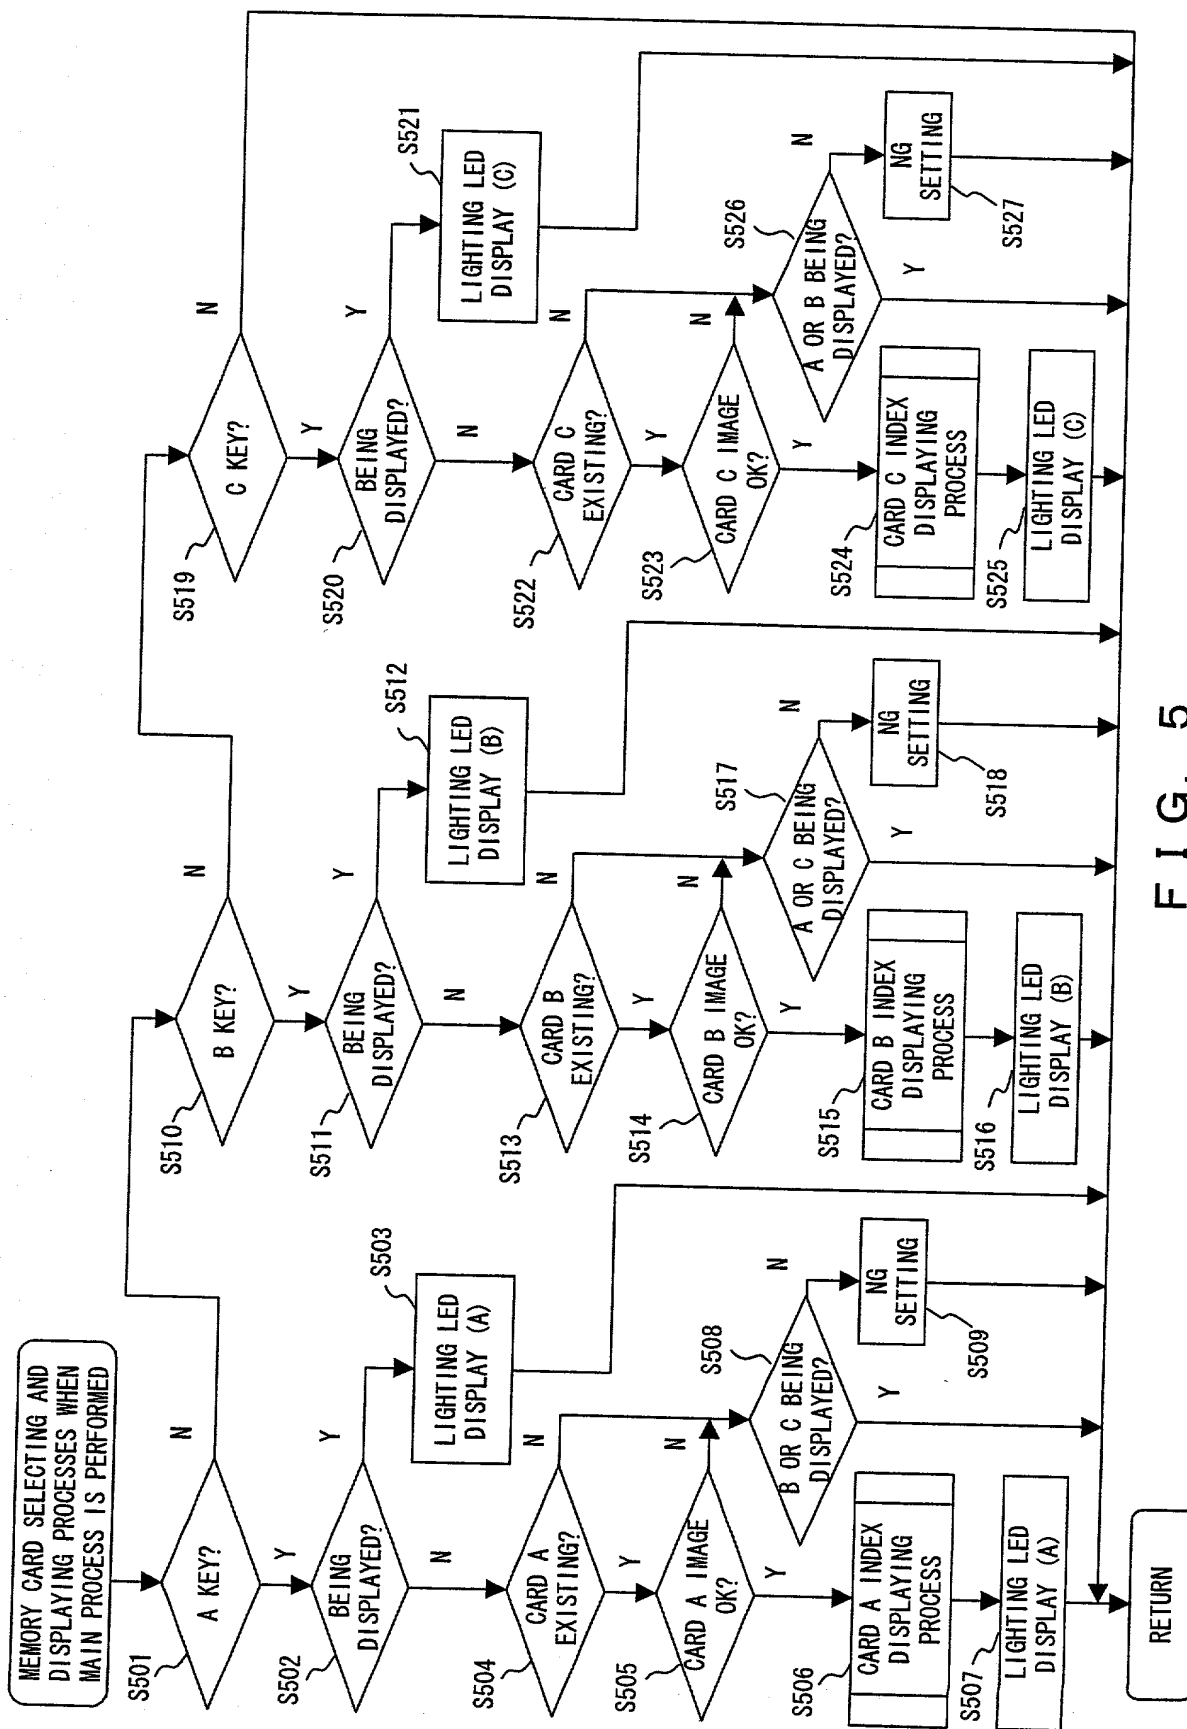 MEMORY CARD SELECTING AND
DISPLAYING PROCESSES WHEN
MAIN PROCESS IS PERFORMED
S501
A KEY?
N
Y
S502
BEING
DISPLAYED?
Y
N
S503
LIGHTING LED
DISPLAY (A)
S504
CARD A
EXISTING?
N
Y
S505
CARD A IMAGE
OK?
N
Y
S506
CARD A INDEX
DISPLAYING
PROCESS
S507
LIGHTING LED
DISPLAY (A)
S508
B OR C BEING
DISPLAYED?
N
Y
S509
NG
SETTING
RETURN
S510
B KEY?
N
Y
S511
BEING
DISPLAYED?
Y
N
S512
LIGHTING LED
DISPLAY (B)
S513
CARD B
EXISTING?
N
Y
S514
CARD B IMAGE
OK?
N
Y
S515
CARD B INDEX
DISPLAYING
PROCESS
S516
LIGHTING LED
DISPLAY (B)
S517
A OR C BEING
DISPLAYED?
N
Y
S518
NG
SETTING
S519
C KEY?
N
Y
S520
BEING
DISPLAYED?
Y
N
S521
LIGHTING LED
DISPLAY (C)
S522
CARD C
EXISTING?
N
Y
S523
CARD C IMAGE
OK?
N
Y
S524
CARD C INDEX
DISPLAYING
PROCESS
S525
LIGHTING LED
DISPLAY (C)
S526
A OR B BEING
DISPLAYED?
N
Y
S527
NG
SETTING
FIG. 5